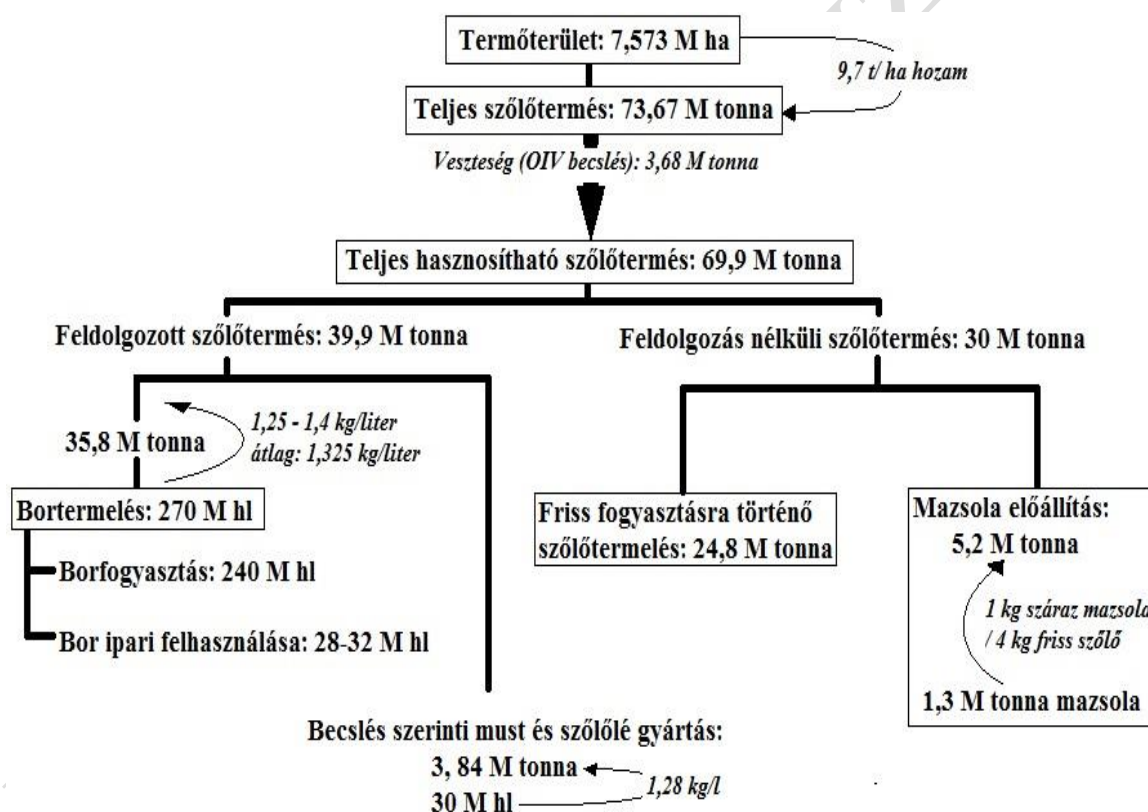 Termőterület: 7,573 M ha
9,7 t/ ha hozam
Teljes szőlőtermés: 73,67 M tonna
Veszteség (OIV becslés): 3,68 M tonna
Teljes hasznosítható szőlőtermés: 69,9 M tonna
Feldolgozott szőlőtermés: 39,9 M tonna
Feldolgozás nélküli szőlőtermés: 30 M tonna
1,25 - 1,4 kg/liter
átlag: 1,325 kg/liter
35,8 M tonna
Bortermelés: 270 M hl
Borfogyasztás: 240 M hl
Bor ipari felhasználása: 28-32 M hl
Friss fogyasztásra történő
szőlőtermelés: 24,8 M tonna
Mazsola előállítás:
5,2 M tonna
1 kg száraz mazsola
/ 4 kg friss szőlő
1,3 M tonna mazsola
Becslés szerinti must és szőlőlé gyártás:
3, 84 M tonna
1,28 kg/l
30 M hl